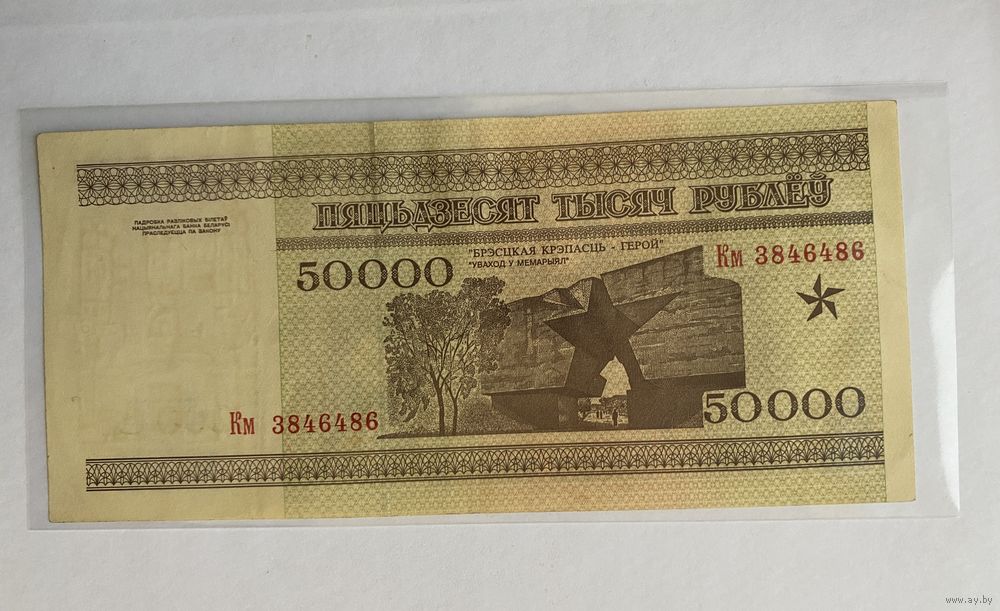 ПЯЦЬДЗЕСЯТ ТЫСЯЧ РУБЛЁЎ
ПАДРОБКА РАЗЛІКОВЫХ БІЛЕТАЎ
НАЦЫЯНАЛЬНАГА БАНКА БЕЛАРУСІ
ПРАСЛЕДУЕЦЦА ПА ЗАКОНУ
"БРЭСЦКАЯ КРЭПАСЦЬ - ГЕРОЙ"
"УВАХОД У МЕМАРЫЯЛ"
50000
Км 3846486
50000
Км 3846486
www.ay.by